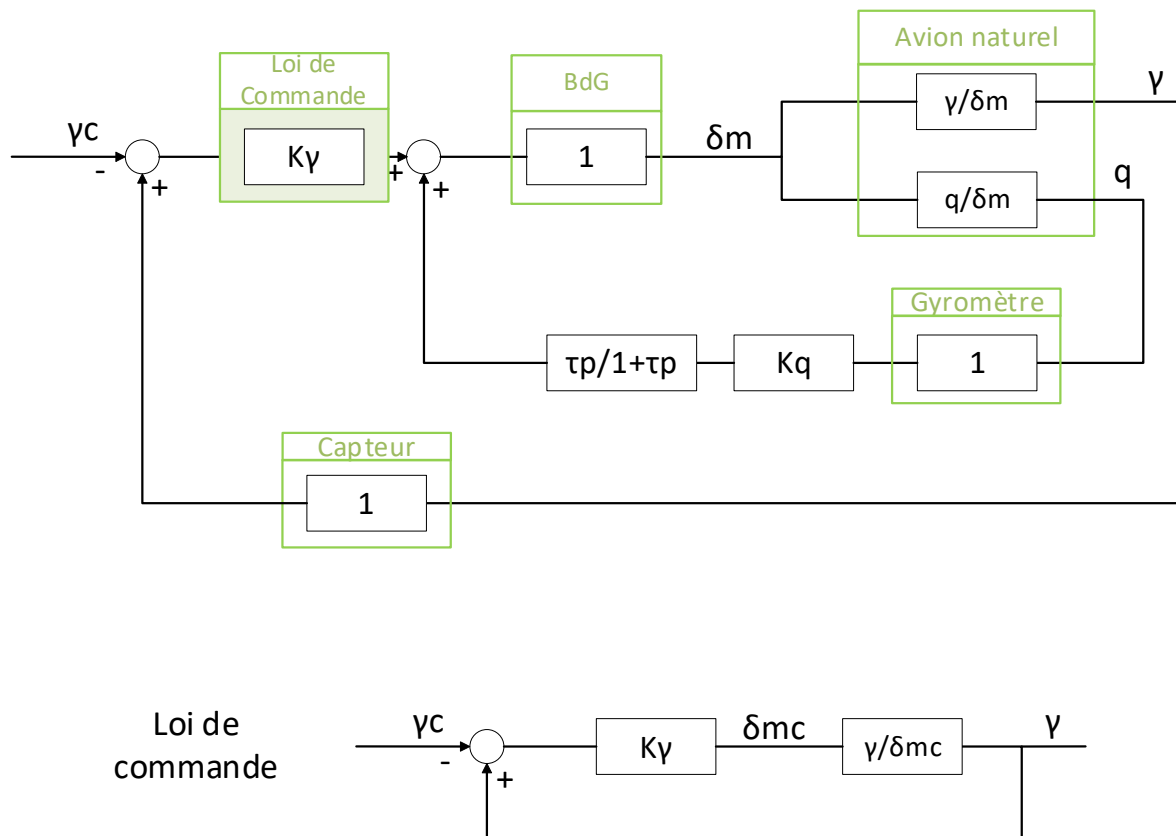 Avion naturel
Loi de
Commande
BdG
γc
-
+
Kγ
+
+
1
δm
γ/δm
γ
q/δm
q
Gyromètre
τp/1+τp
Kq
1
Capteur
1
Loi de
commande
γc
-
+
Kγ
δmc
γ/δmc
γ